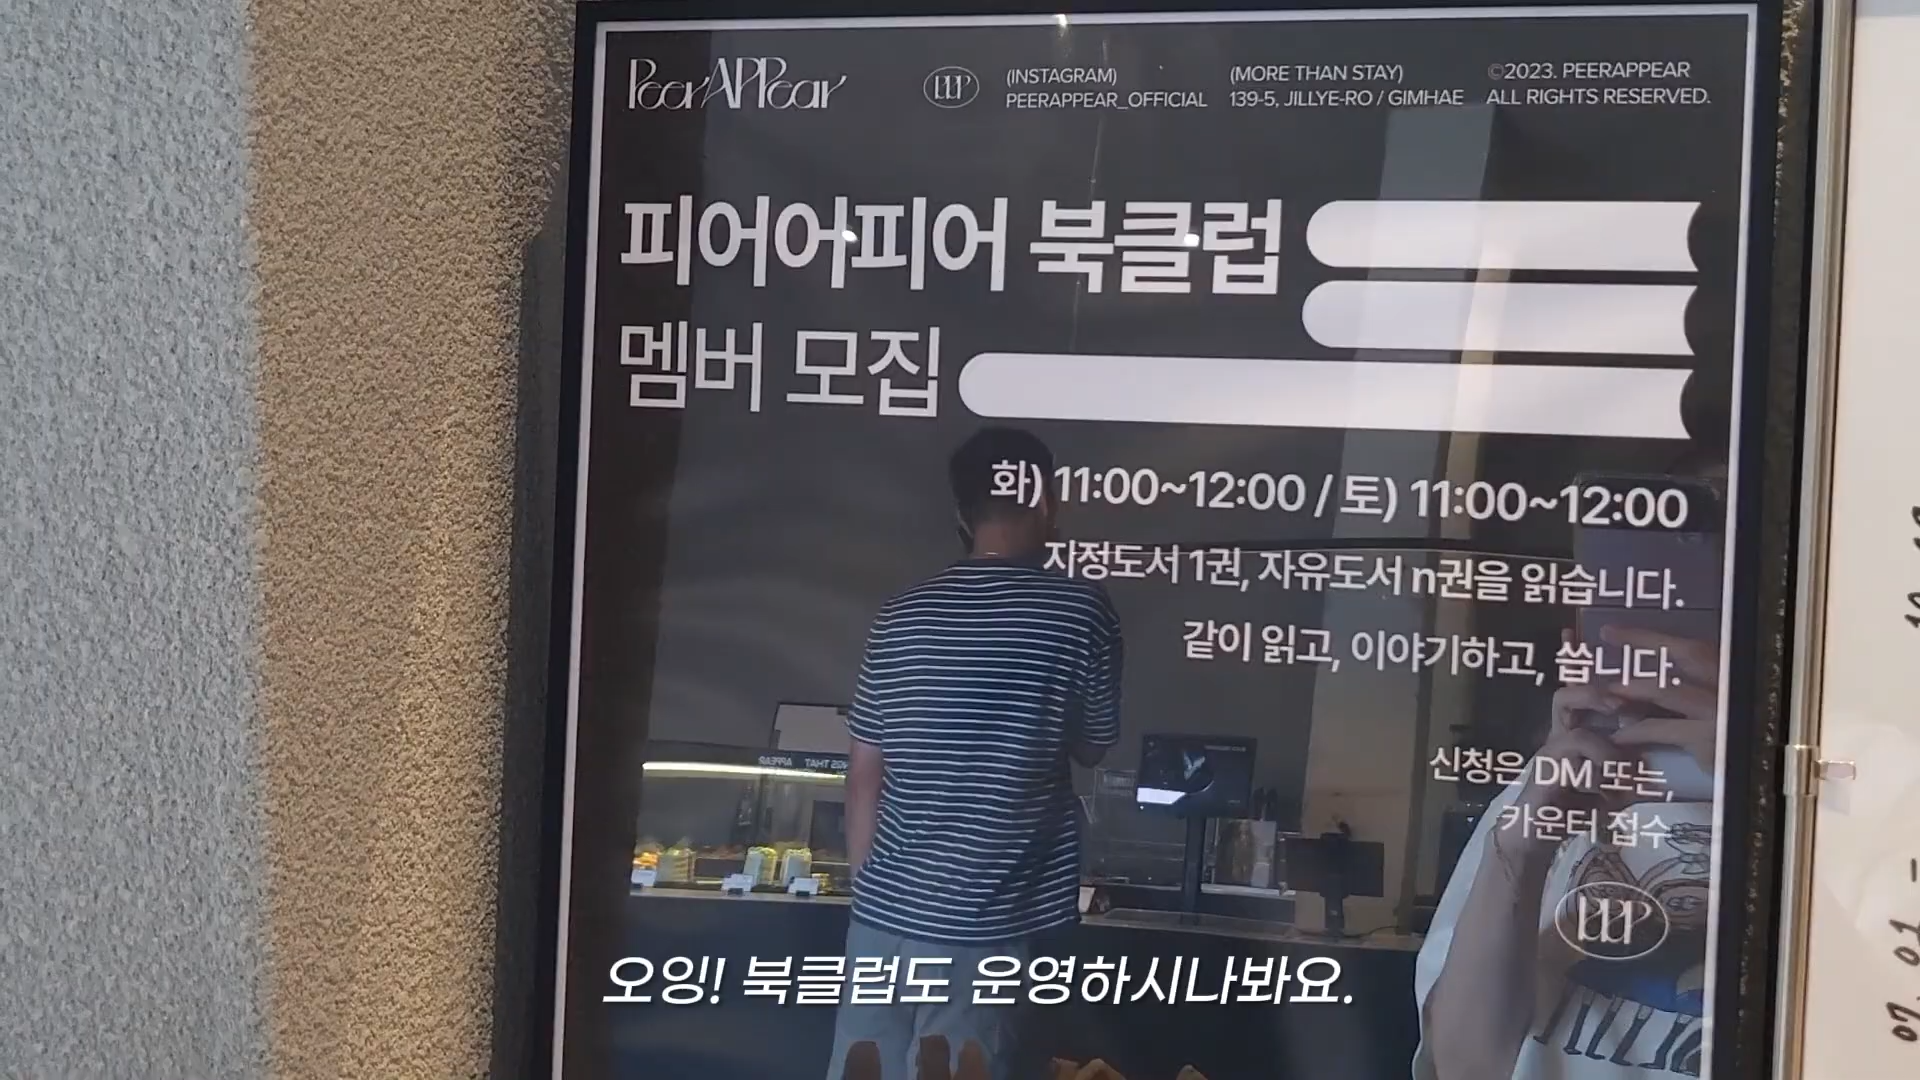 PeerAPPear
PPP
(INSTAGRAM)
PEERAPPEAR_OFFICIAL
(MORE THAN STAY)
139-5, JILLYE-RO / GIMHAE
©2023. PEERAPPEAR
ALL RIGHTS RESERVED.
피어어피어 북클럽
멤버 모집
화) 11:00~12:00 / 토) 11:00~12:00
지정도서 1권, 자유도서 n권을 읽습니다.
같이 읽고, 이야기하고, 씁니다.
신청은 DM 또는,
카운터 접수
PPP
오잉! 북클럽도 운영하시나봐요.